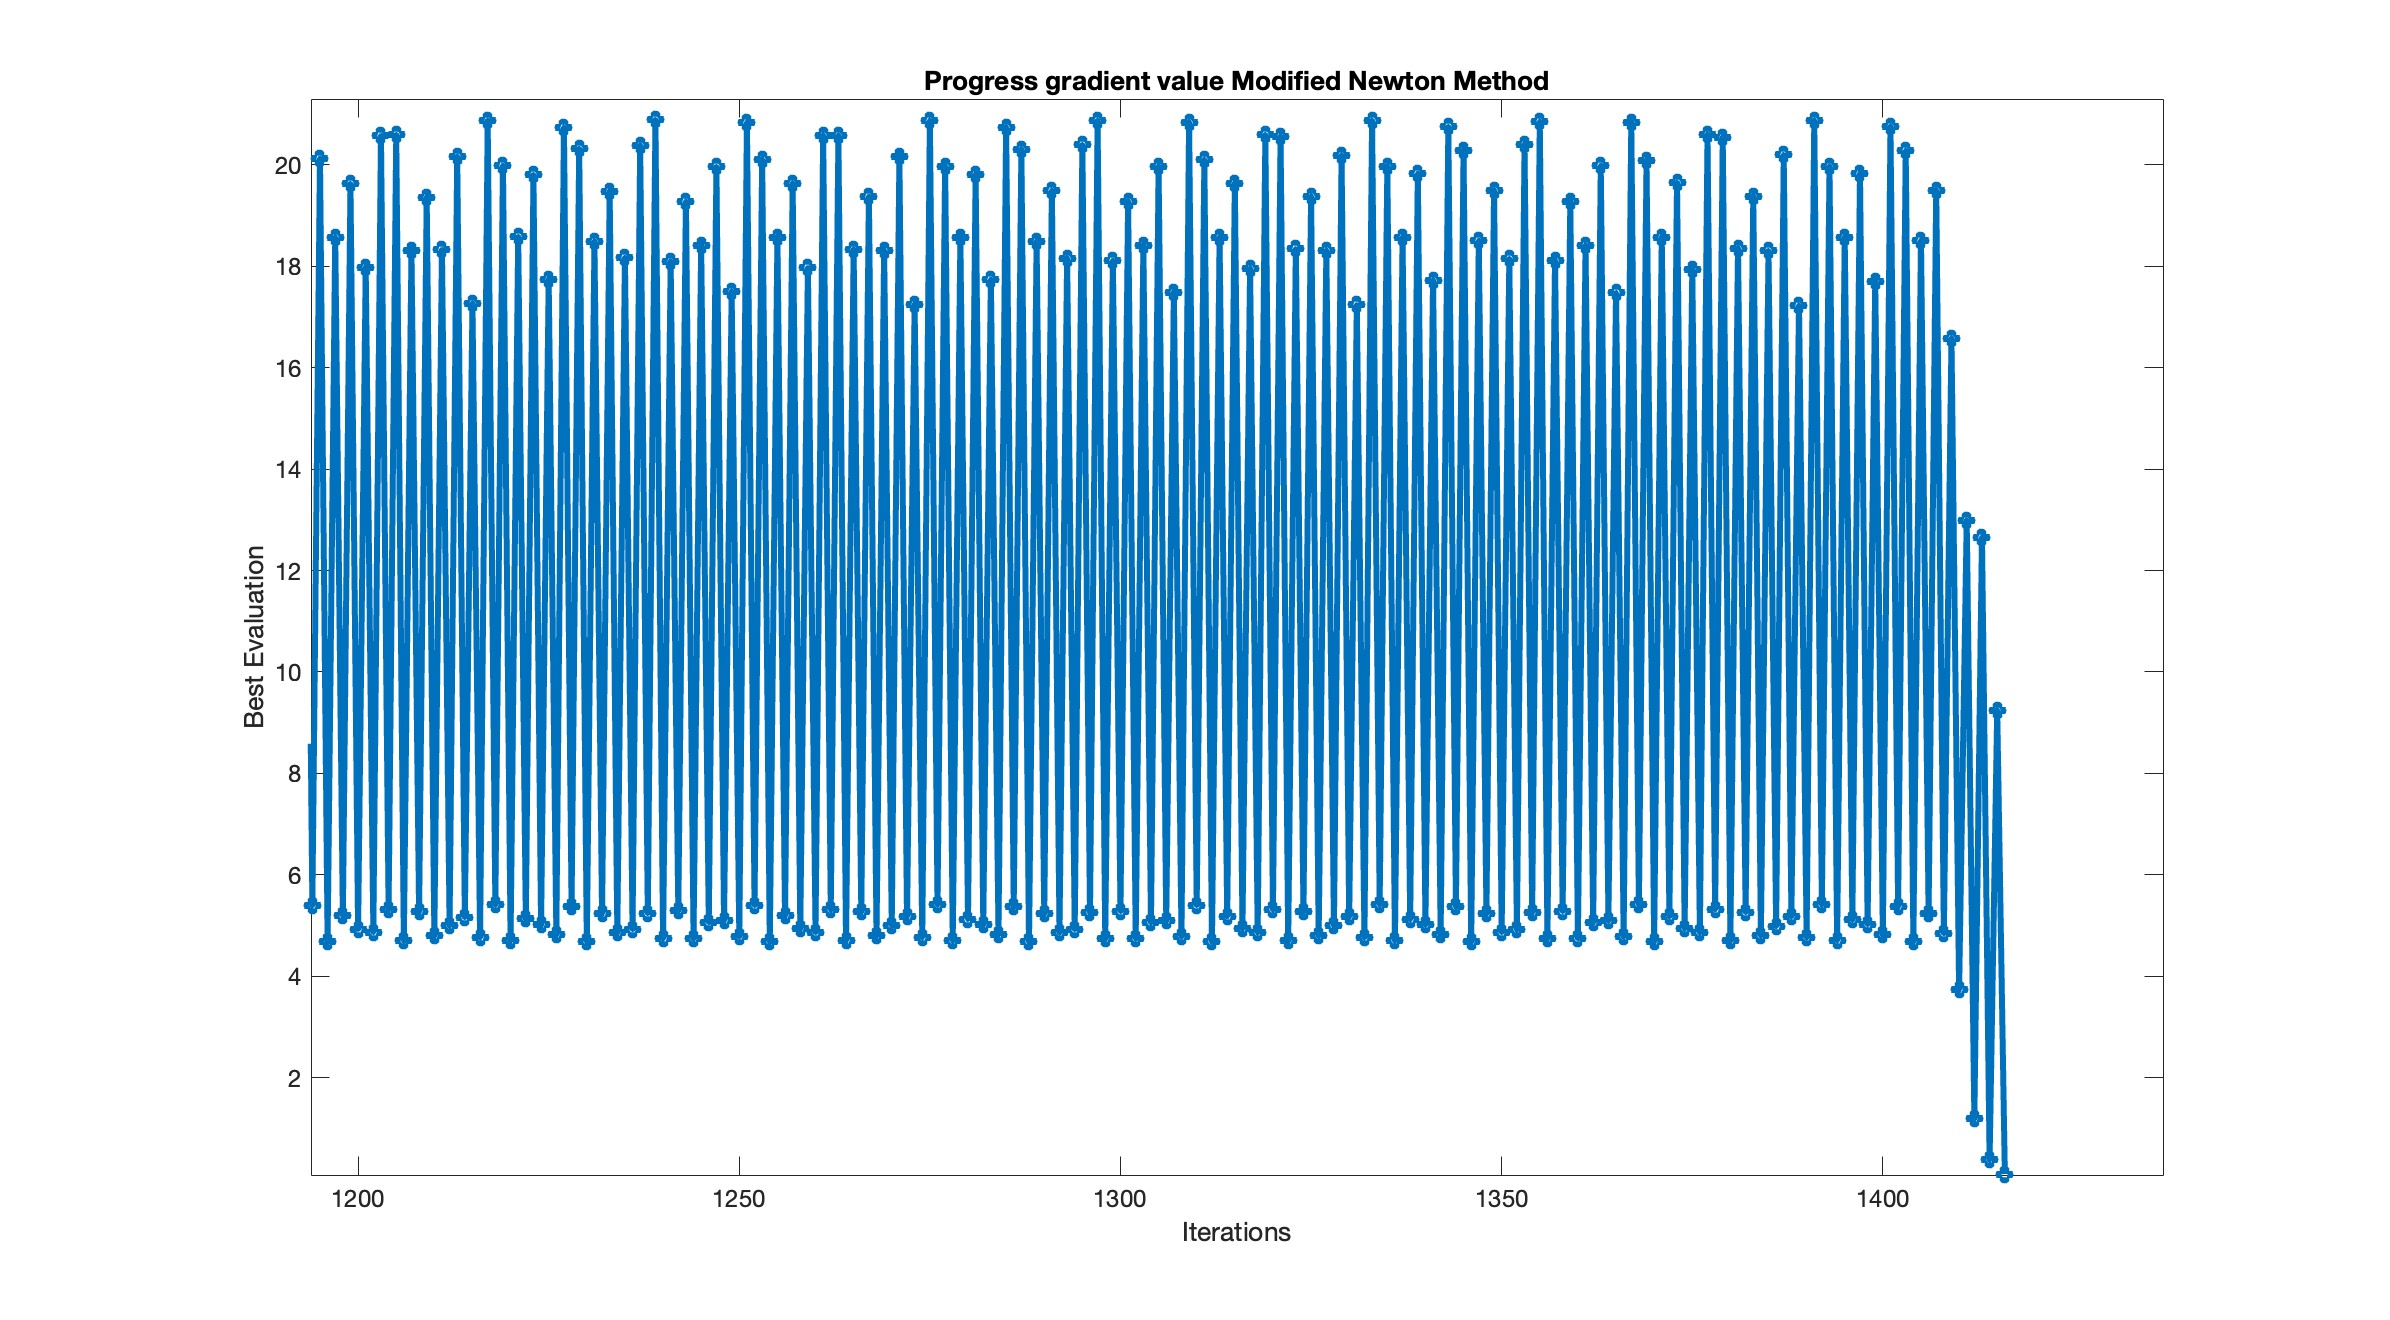 Progress gradient value Modified Newton Method
20
18
16
14
12
10
8
6
4
2
Best Evaluation
1200 1250 1300 1350 1400
Iterations